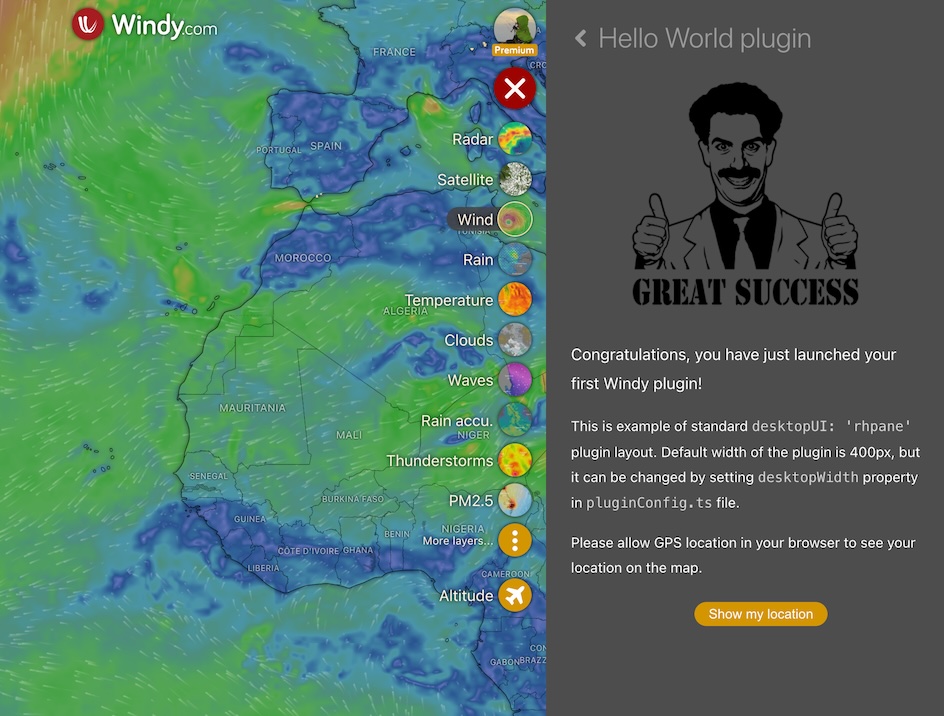 Windy.com
Premium
FRANCE
CRO
PORTUGAL
SPAIN
TUNISIA
MOROCCO
ALGERIA
MAURITANIA
MALI
NIGER
SENEGAL
BURKINA FASO
GUINEA
BENIN
NIGERIA
CÔTE D'IVOIRE
GHANA
LIBERIA
CAMEROON
GABON
CON
BRAZZ
Radar
Satellite
Wind
Rain
Temperature
Clouds
Waves
Rain accu.
Thunderstorms
PM2.5
More layers...
Altitude
Hello World plugin
GREAT SUCCESS
Congratulations, you have just launched your
first Windy plugin!
This is example of standard desktopUI: 'rhpane'
plugin layout. Default width of the plugin is 400px, but
it can be changed by setting desktopWidth property
in pluginConfig.ts file.
Please allow GPS location in your browser to see your
location on the map.
Show my location